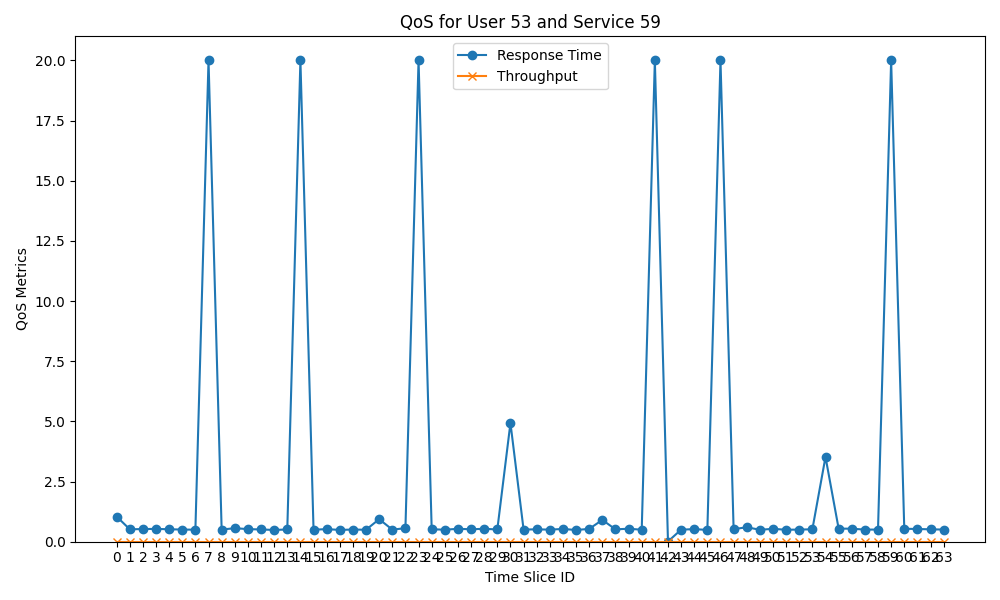 QoS for User 53 and Service 59
Response Time
Throughput
20.0
17.5
15.0
12.5
10.0
7.5
5.0
2.5
0.0
QoS Metrics
0 1 2 3 4 5 6 7 8 9 10 11 12 13 14 15 16 17 18 19 20 21 22 23 24 25 26 27 28 29 30 31 32 33 34 35 36 37 38 39 40 41 42 43 44 45 46 47 48 49 50 51 52 53 54 55 56 57 58 59 60 61 62 63
Time Slice ID